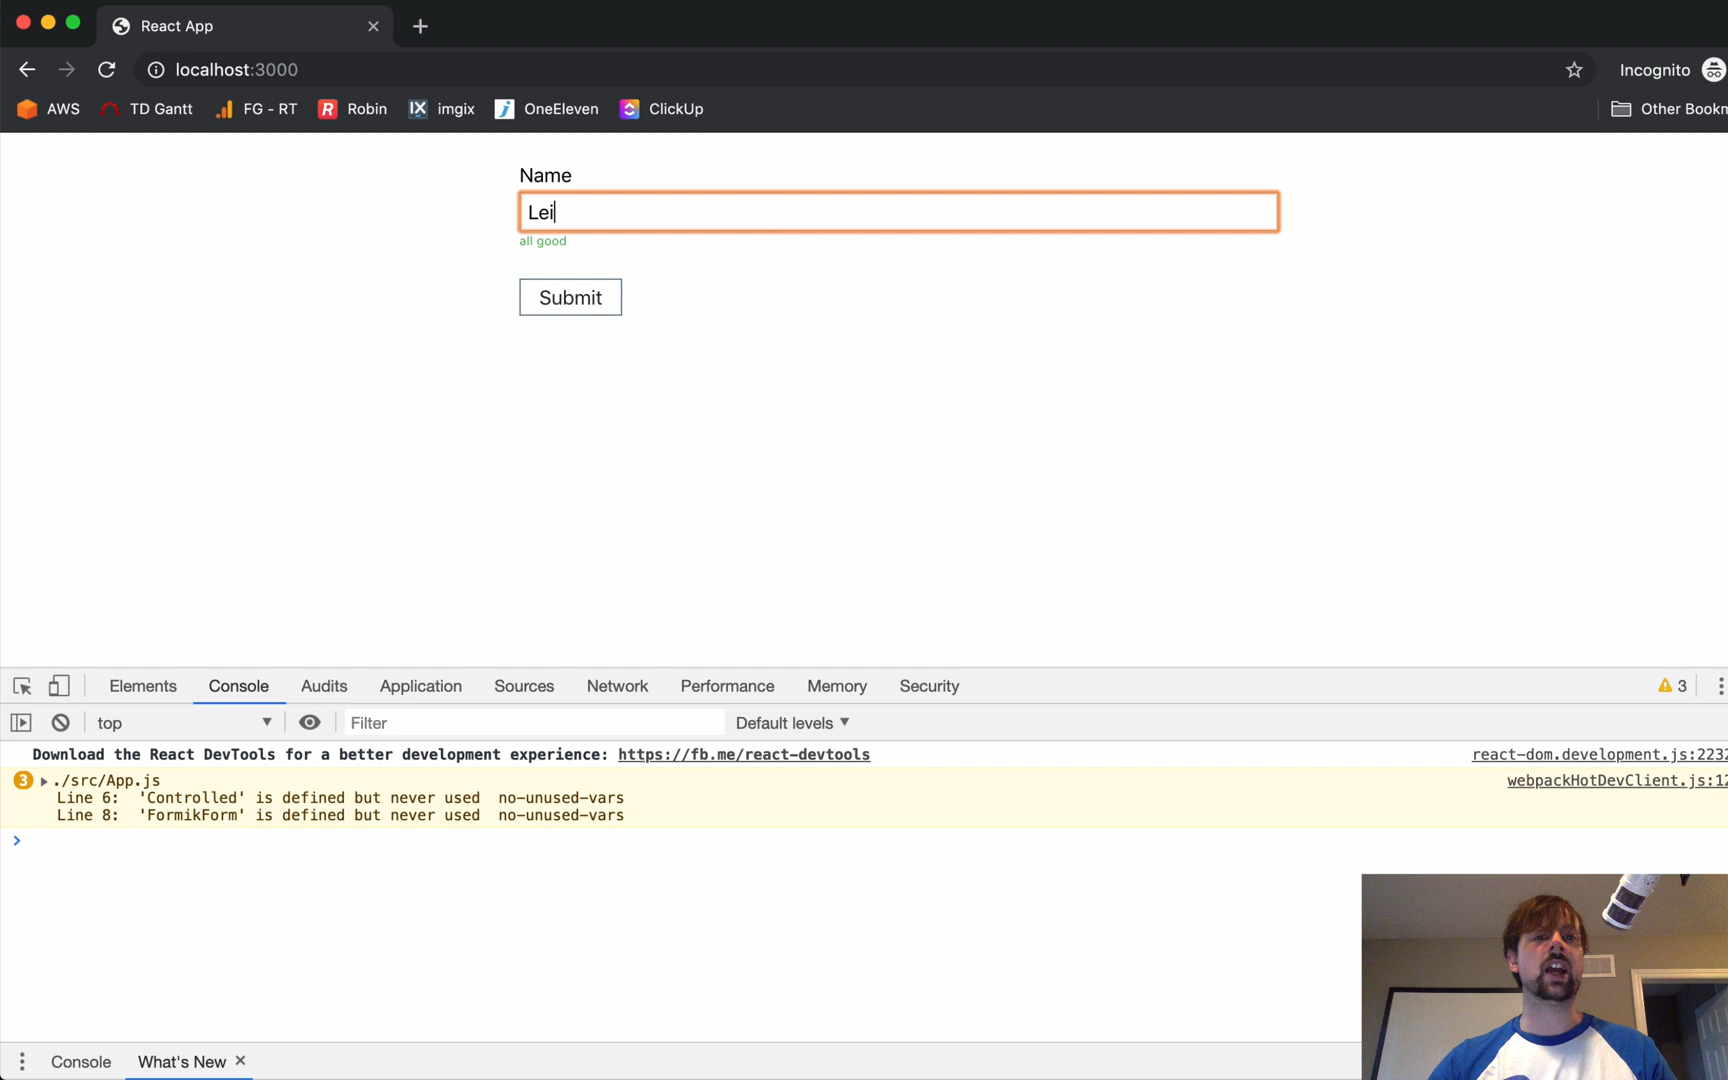 React App
localhost:3000
Incognito
AWS
TD Gantt
FG - RT
R
Robin
IX
imgix
OneEleven
ClickUp
Other Bookm
Name
Lei
all good
Submit
Elements
Console
Audits
Application
Sources
Network
Performance
Memory
Security
3
top
Filter
Default levels
Download the React DevTools for a better development experience: https://fb.me/react-devtools
react-dom.development.js:2232
3 ./src/App.js
webpackHotDevClient.js:12
Line 6: 'Controlled' is defined but never used no-unused-vars
Line 8: 'FormikForm' is defined but never used no-unused-vars
Console
What's New